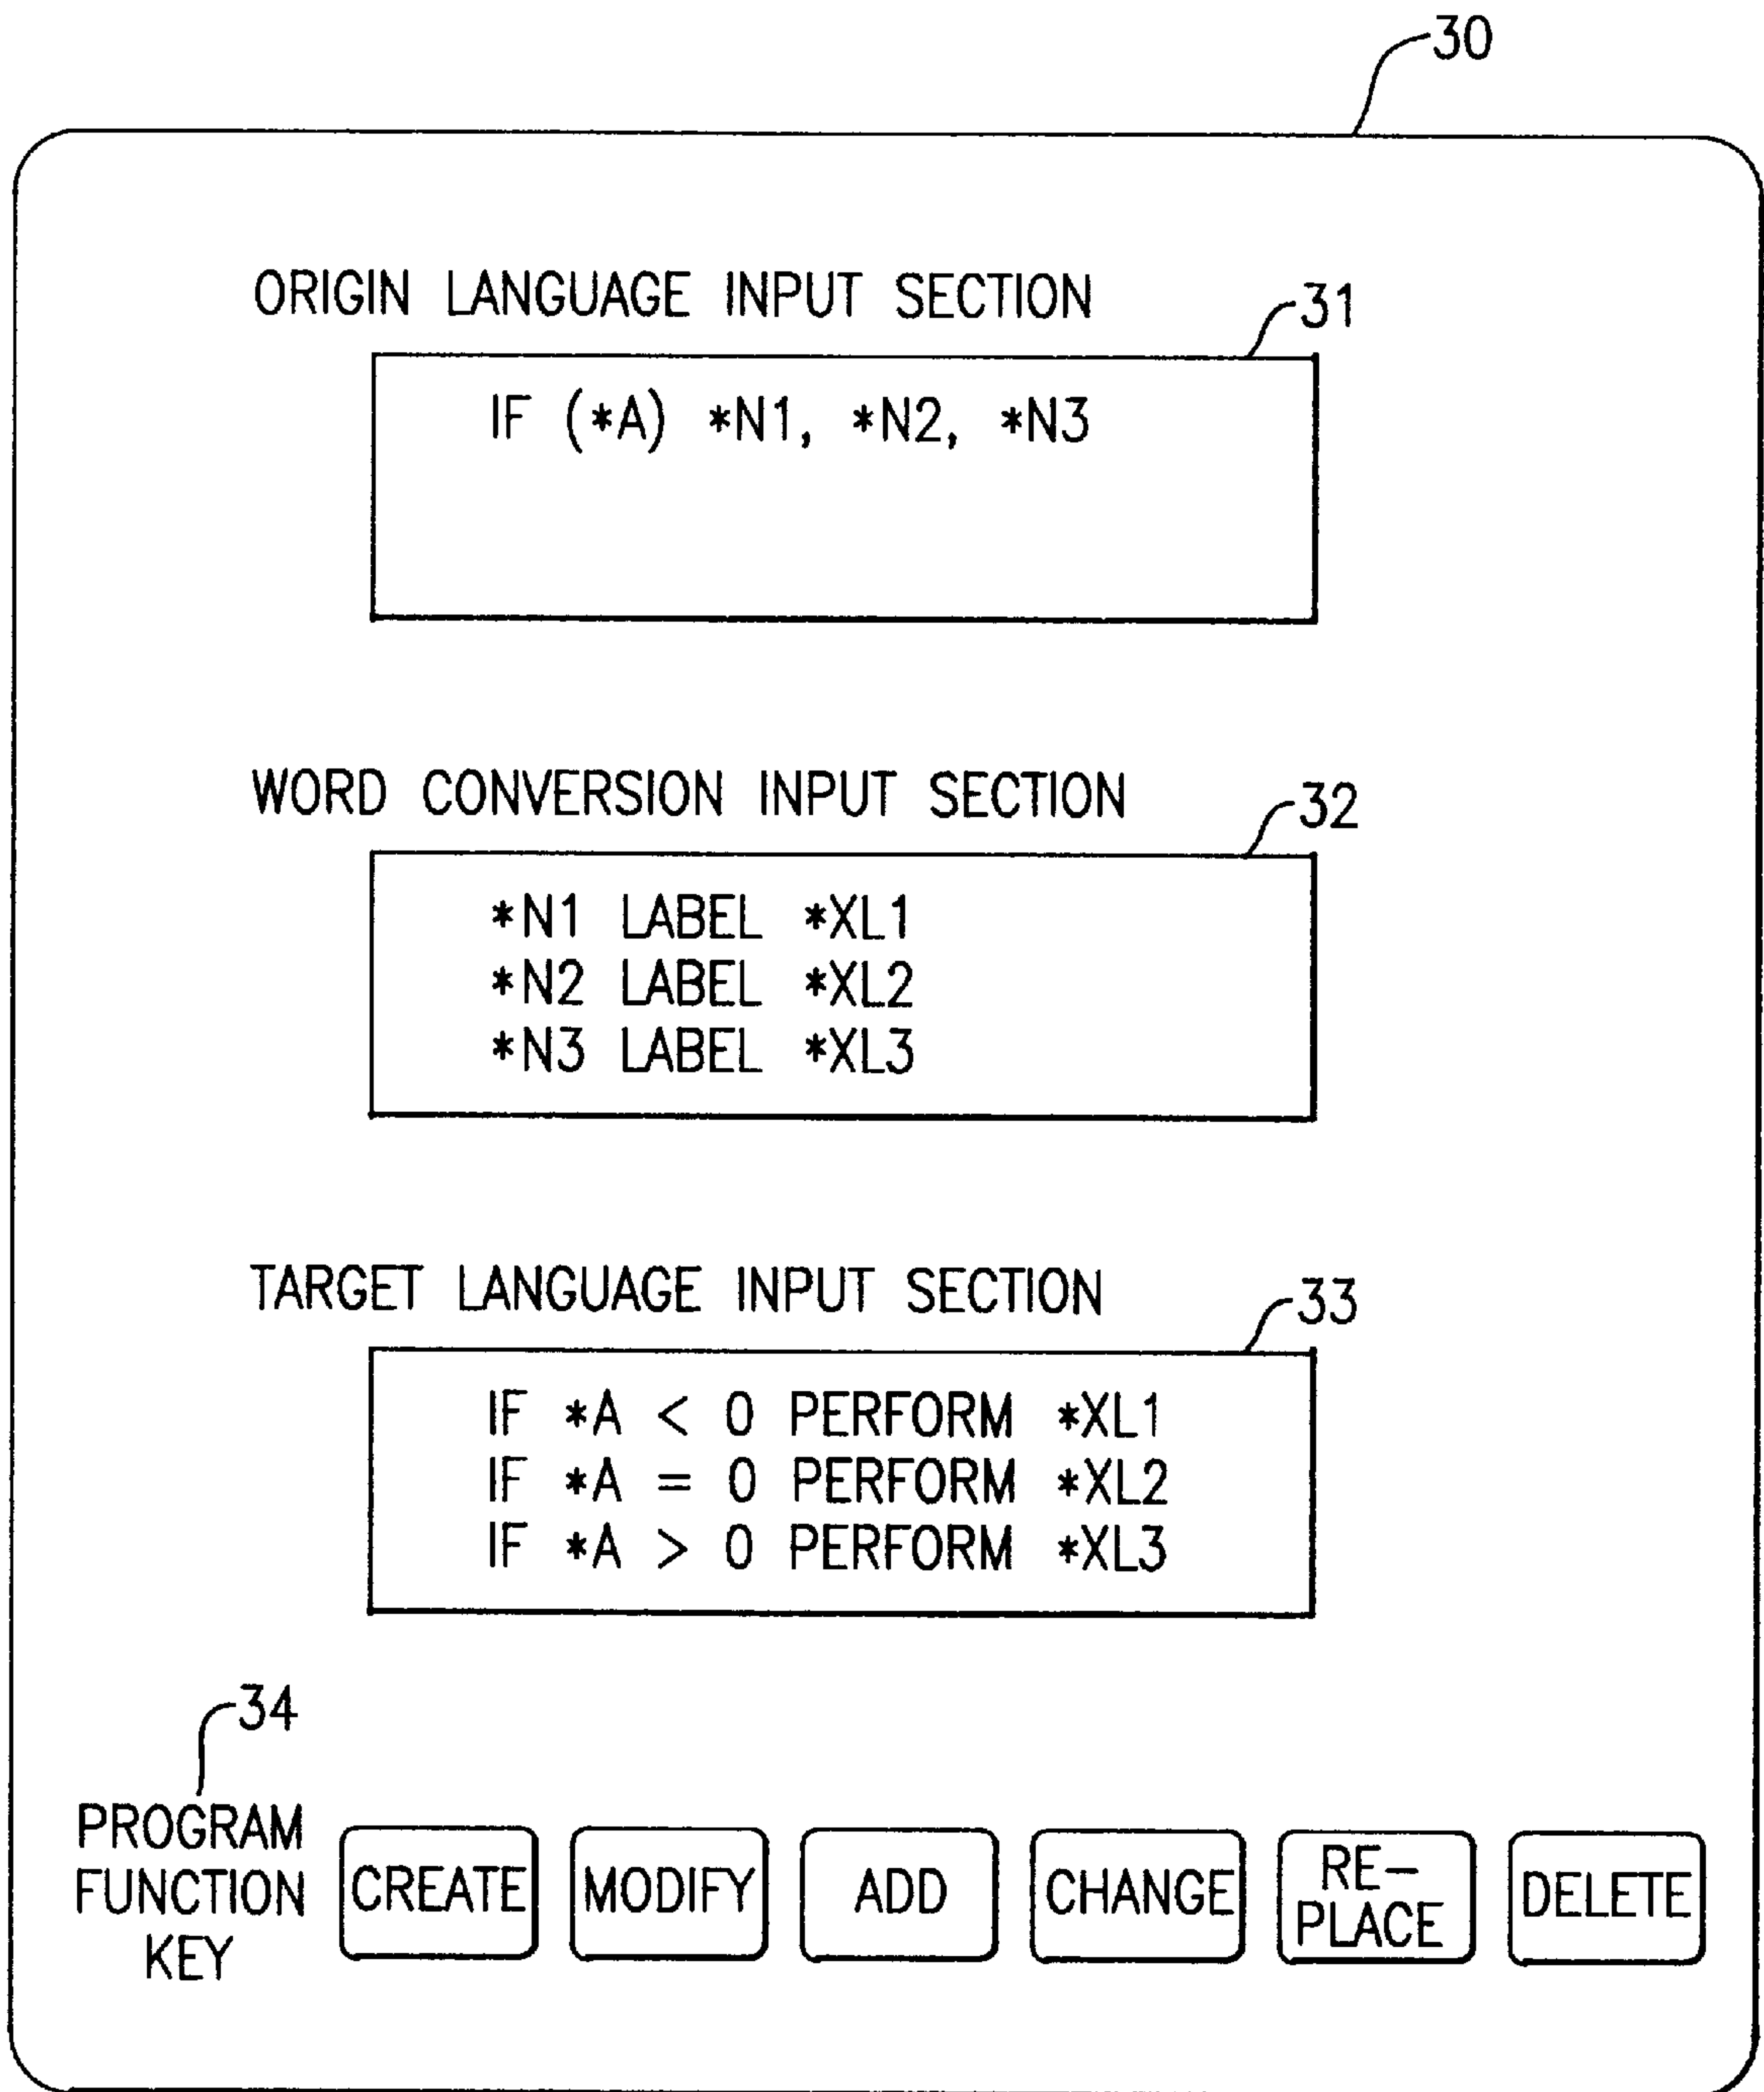 30
ORIGIN LANGUAGE INPUT SECTION
31
IF (*A) *N1, *N2, *N3
WORD CONVERSION INPUT SECTION
32
*N1 LABEL *XL1
*N2 LABEL *XL2
*N3 LABEL *XL3
TARGET LANGUAGE INPUT SECTION
33
IF *A < 0 PERFORM *XL1
IF *A = 0 PERFORM *XL2
IF *A > 0 PERFORM *XL3
34
PROGRAM
FUNCTION
KEY
CREATE
MODIFY
ADD
CHANGE
RE-
PLACE
DELETE